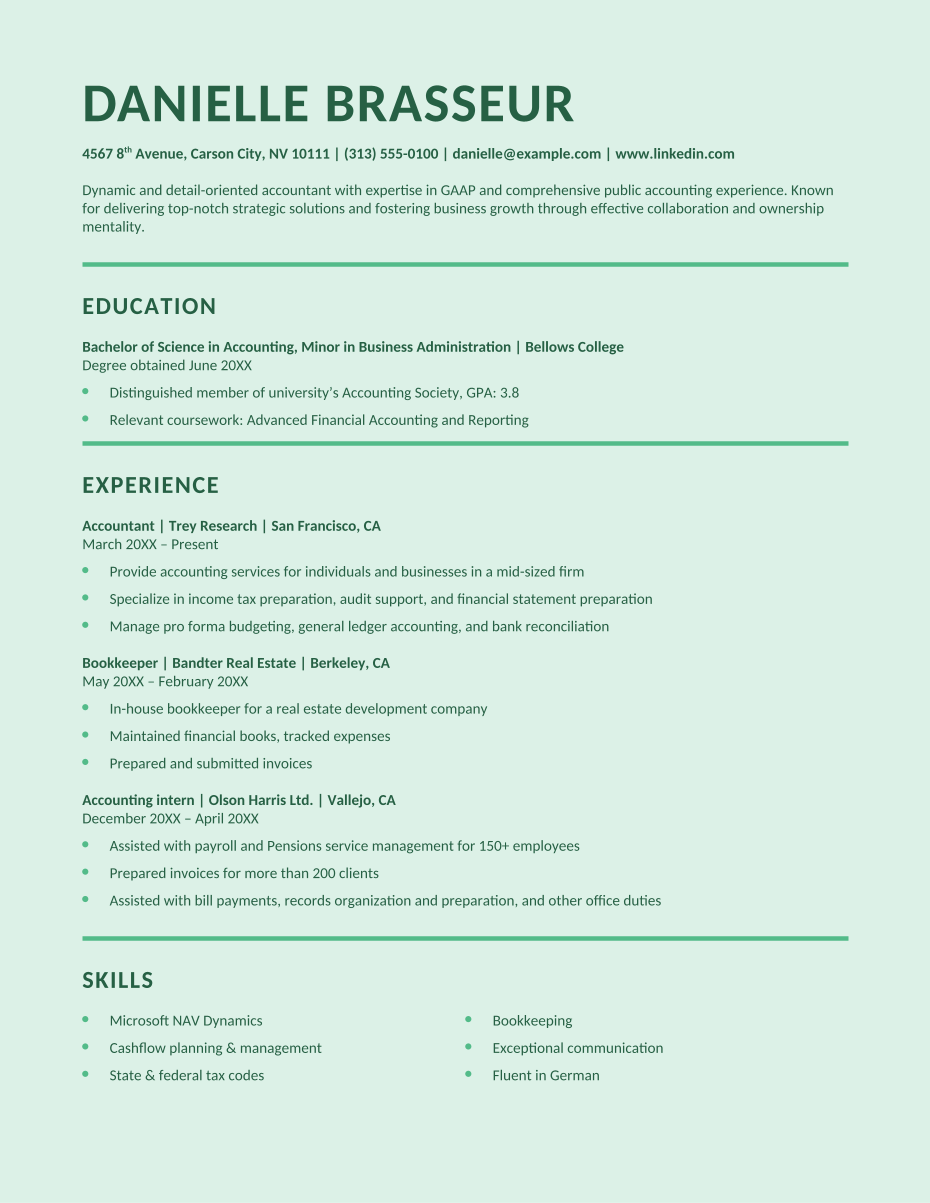 DANIELLE BRASSEUR
4567 8th Avenue, Carson City, NV 10111 | (313) 555-0100 | danielle@example.com | www.linkedin.com
Dynamic and detail-oriented accountant with expertise in GAAP and comprehensive public accounting experience. Known
for delivering top-notch strategic solutions and fostering business growth through effective collaboration and ownership
mentality.
EDUCATION
Bachelor of Science in Accounting, Minor in Business Administration | Bellows College
Degree obtained June 20XX
• Distinguished member of university’s Accounting Society, GPA: 3.8
• Relevant coursework: Advanced Financial Accounting and Reporting
EXPERIENCE
Accountant | Trey Research | San Francisco, CA
March 20XX – Present
• Provide accounting services for individuals and businesses in a mid-sized firm
• Specialize in income tax preparation, audit support, and financial statement preparation
• Manage pro forma budgeting, general ledger accounting, and bank reconciliation
Bookkeeper | Bandter Real Estate | Berkeley, CA
May 20XX – February 20XX
• In-house bookkeeper for a real estate development company
• Maintained financial books, tracked expenses
• Prepared and submitted invoices
Accounting intern | Olson Harris Ltd. | Vallejo, CA
December 20XX – April 20XX
• Assisted with payroll and Pensions service management for 150+ employees
• Prepared invoices for more than 200 clients
• Assisted with bill payments, records organization and preparation, and other office duties
SKILLS
• Microsoft NAV Dynamics
• Cashflow planning & management
• State & federal tax codes
• Bookkeeping
• Exceptional communication
• Fluent in German